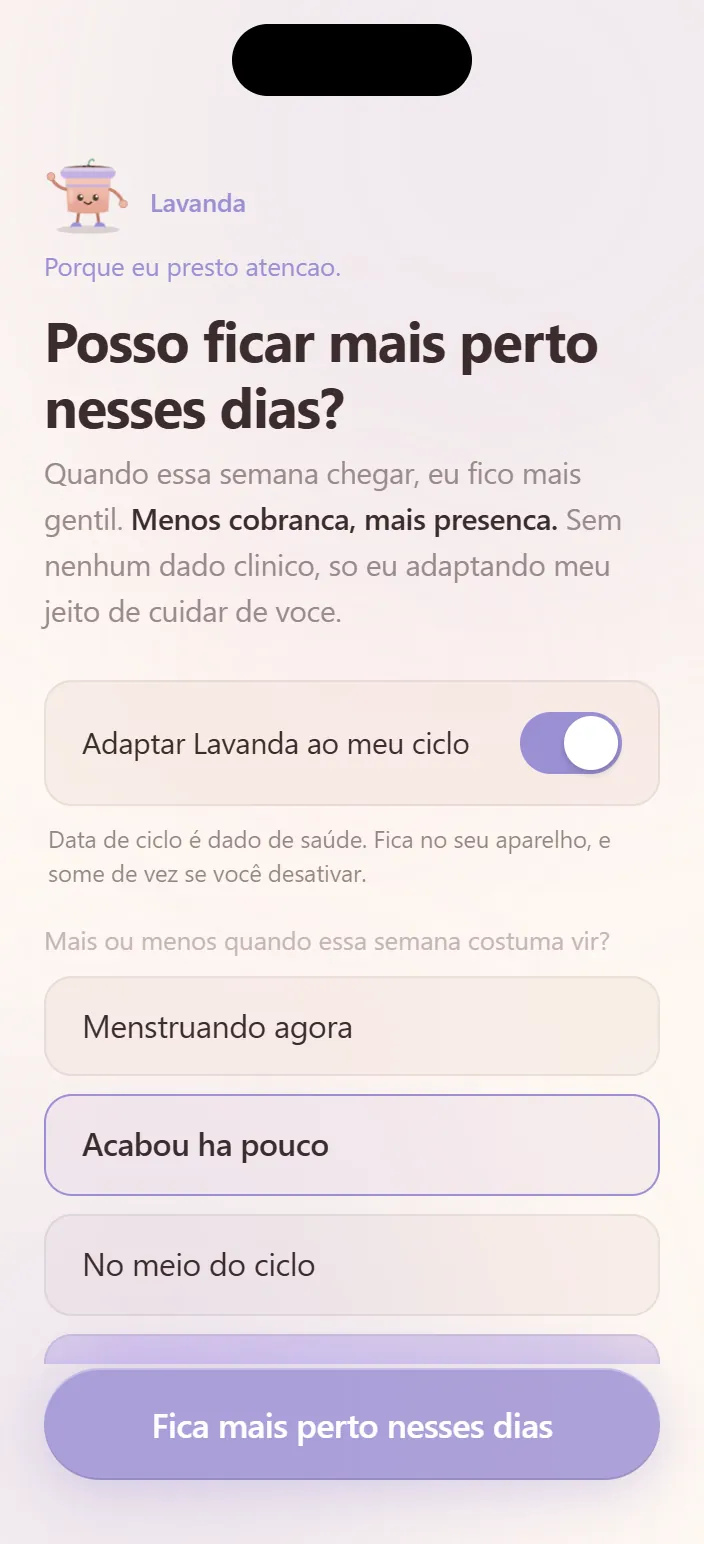 Lavanda
Porque eu presto atencao.
Posso ficar mais perto
nesses dias?
Quando essa semana chegar, eu fico mais
gentil. Menos cobranca, mais presenca. Sem
nenhum dado clinico, so eu adaptando meu
jeito de cuidar de voce.
Adaptar Lavanda ao meu ciclo
Data de ciclo é dado de saúde. Fica no seu aparelho, e
some de vez se você desativar.
Mais ou menos quando essa semana costuma vir?
Menstruando agora
Acabou ha pouco
No meio do ciclo
Fica mais perto nesses dias